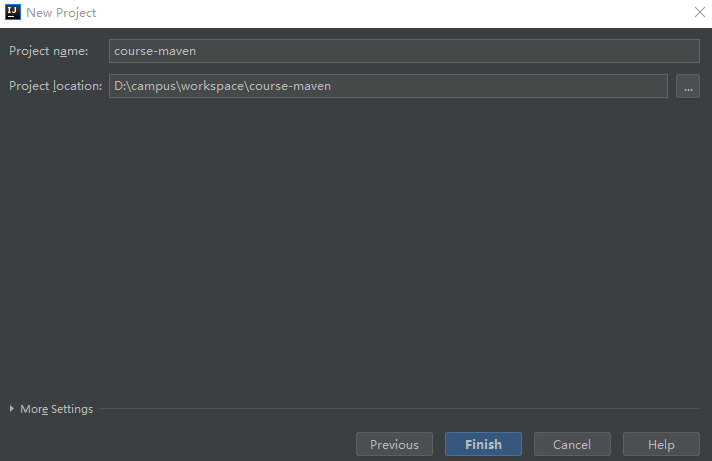 IJ New Project
Project name: course-maven
Project location: D:\campus\workspace\course-maven ...
More Settings
Previous Finish Cancel Help